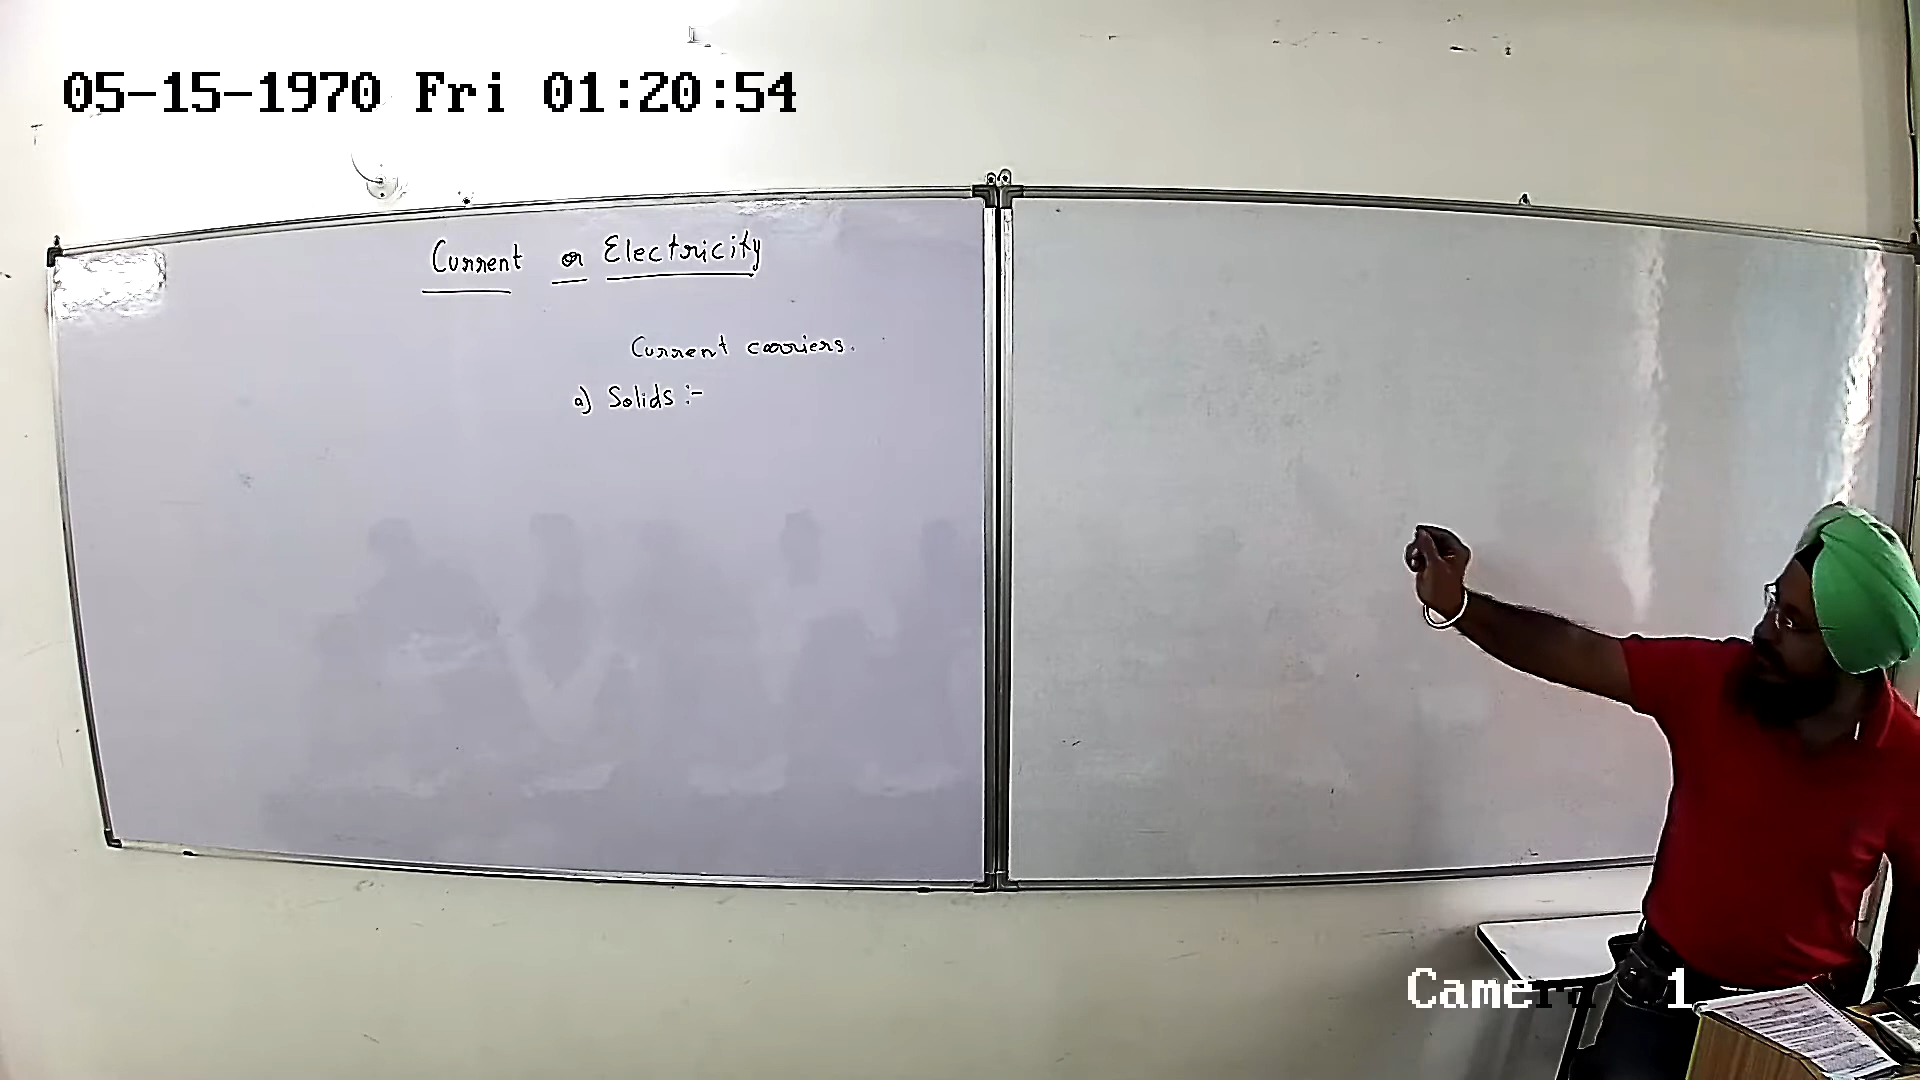 05-15-1970 Fri 01:20:54
Current or Electricity
Current carriers.
a) Solids :-
Camera 1